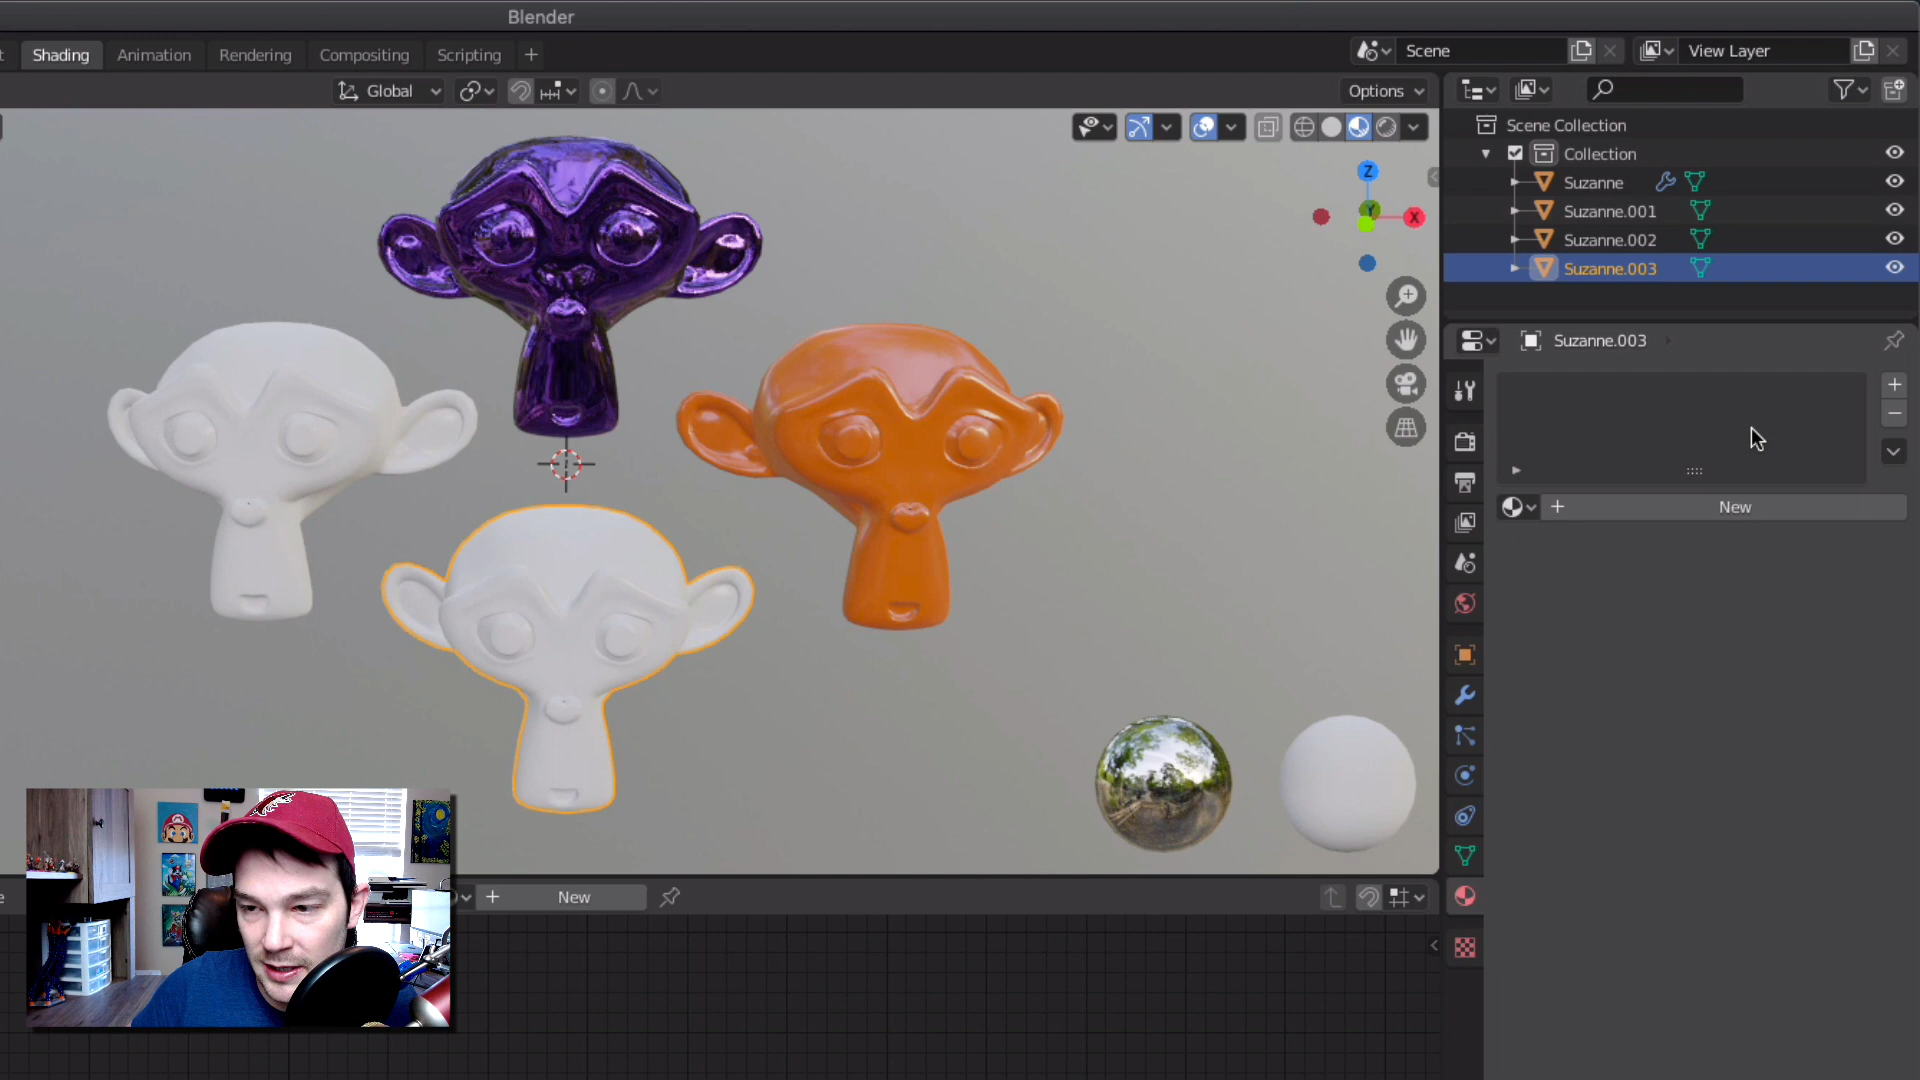 Blender
Shading Animation Rendering Compositing Scripting +
Scene
View Layer
Global
Options
Scene Collection
Collection
Suzanne
Suzanne.001
Suzanne.002
Suzanne.003
Z
Y
X
Suzanne.003
New
New